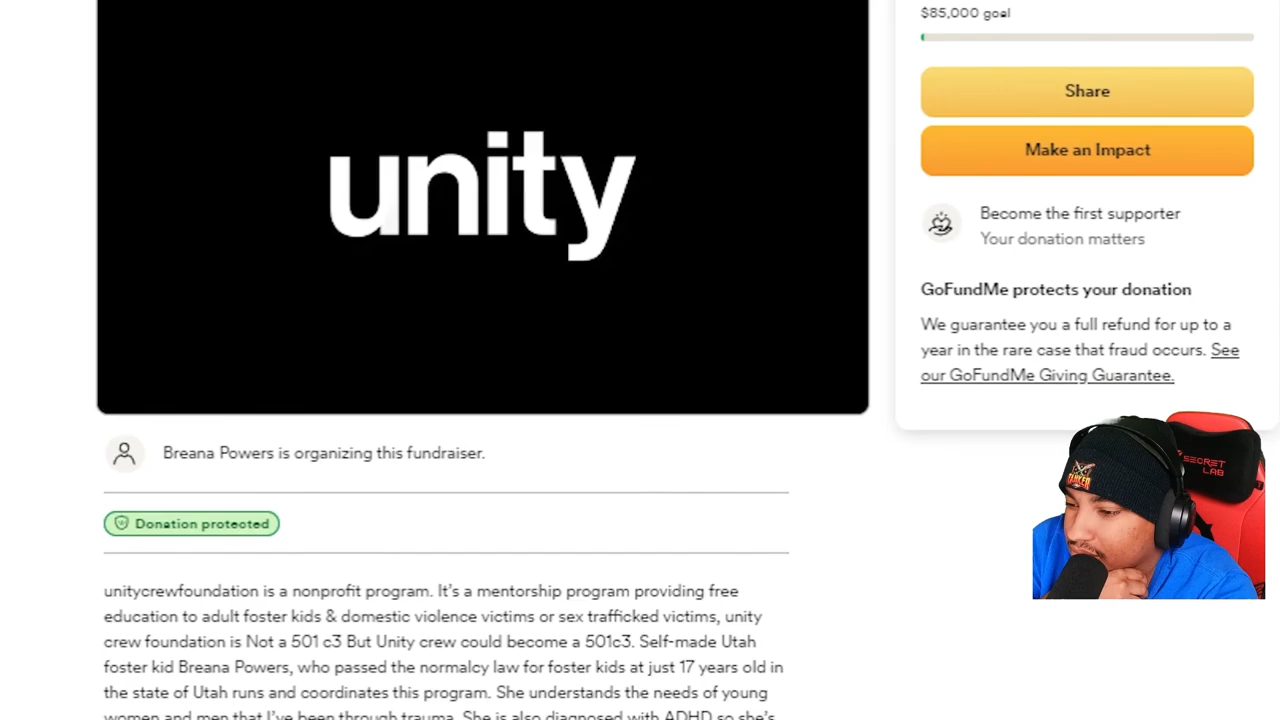 $85,000 goal
Share
Make an Impact
Become the first supporter
Your donation matters
GoFundMe protects your donation
We guarantee you a full refund for up to a
year in the rare case that fraud occurs. See
our GoFundMe Giving Guarantee.
unity
Breana Powers is organizing this fundraiser.
Donation protected
unitycrewfoundation is a nonprofit program. It's a mentorship program providing free
education to adult foster kids & domestic violence victims or sex trafficked victims, unity
crew foundation is Not a 501 c3 But Unity crew could become a 501c3. Self-made Utah
foster kid Breana Powers, who passed the normalcy law for foster kids at just 17 years old in
the state of Utah runs and coordinates this program. She understands the needs of young
women and men that I've been through trauma. She is also diagnosed with ADHD so she's
SECRET
LAB